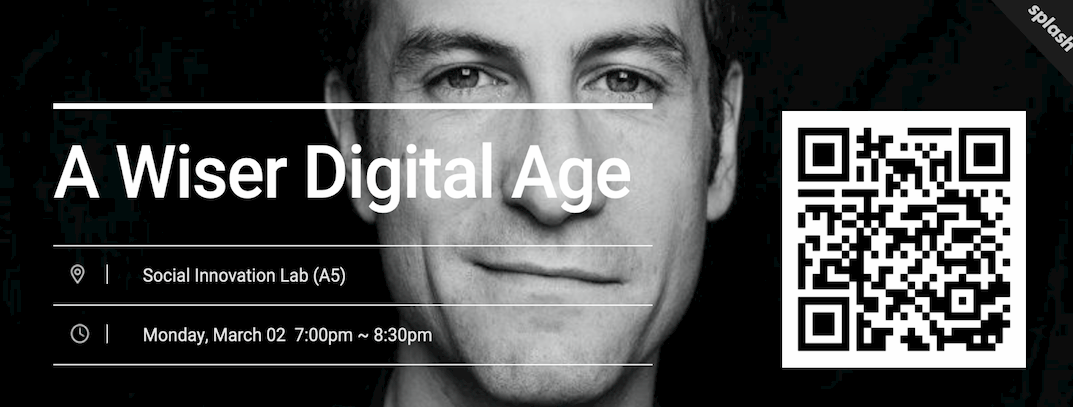 splash
A Wiser Digital Age
Social Innovation Lab (A5)
Monday, March 02 7:00pm ~ 8:30pm